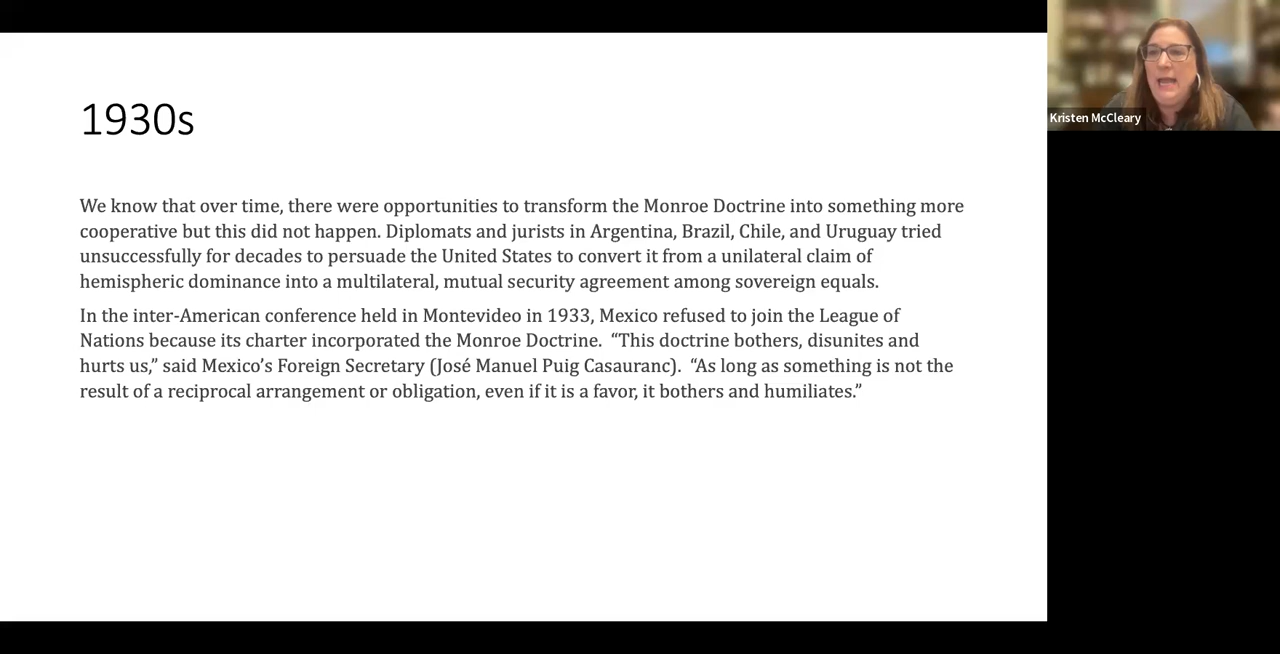 1930s
We know that over time, there were opportunities to transform the Monroe Doctrine into something more
cooperative but this did not happen. Diplomats and jurists in Argentina, Brazil, Chile, and Uruguay tried
unsuccessfully for decades to persuade the United States to convert it from a unilateral claim of
hemispheric dominance into a multilateral, mutual security agreement among sovereign equals.
In the inter-American conference held in Montevideo in 1933, Mexico refused to join the League of
Nations because its charter incorporated the Monroe Doctrine.  “This doctrine bothers, disunites and
hurts us,” said Mexico’s Foreign Secretary (José Manuel Puig Casauranc).  “As long as something is not the
result of a reciprocal arrangement or obligation, even if it is a favor, it bothers and humiliates.”
Kristen McCleary